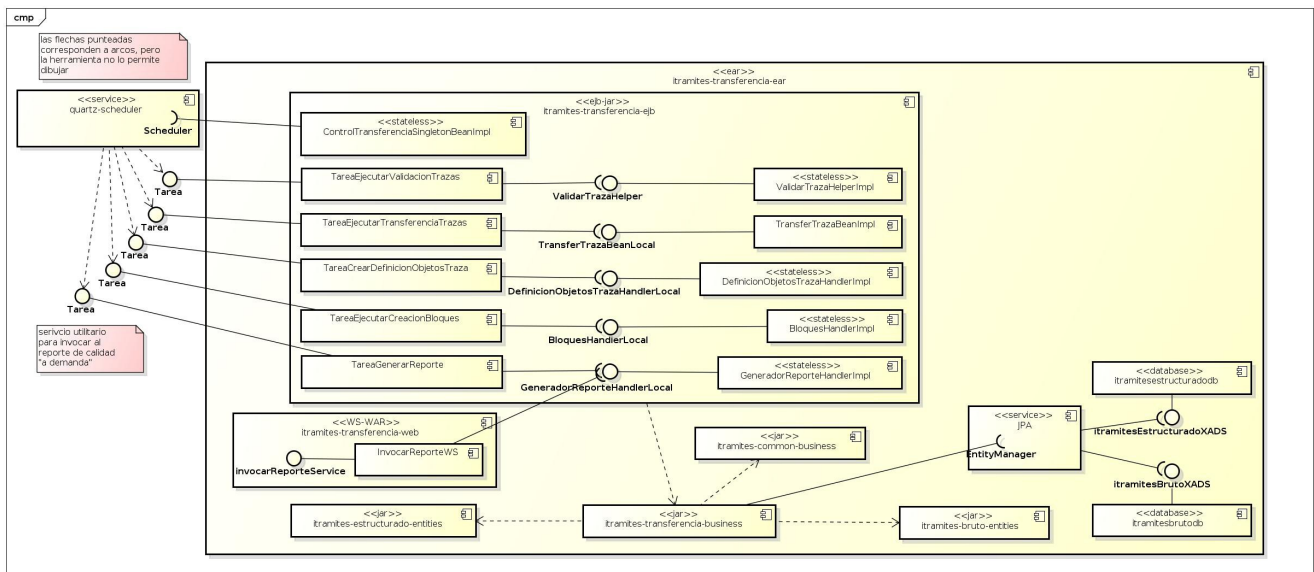 cmp
las flechas punteadas
corresponden a arcos, pero
la herramienta no lo permite
dibujar
<<service>>
quartz-scheduler
Scheduler
Tarea
Tarea
Tarea
Tarea
Tarea
serivcio utilitario
para invocar al
reporte de calidad
"a demanda"
<<ear>>
itramites-transferencia-ear
<<ejb-jar>>
itramites-transferencia-ejb
<<stateless>>
ControlTransferenciaSingletonBeanImpl
TareaEjecutarValidacionTrazas
ValidarTrazaHelper
<<stateless>>
ValidarTrazaHelperImpl
TareaEjecutarTransferenciaTrazas
TransferTrazaBeanLocal
TransferTrazaBeanImpl
TareaCrearDefinicionObjetosTraza
DefinicionObjetosTrazaHandlerLocal
<<stateless>>
DefinicionObjetosTrazaHandlerImpl
TareaEjecutarCreacionBloques
BloquesHandlerLocal
<<stateless>>
BloquesHandlerImpl
TareaGenerarReporte
GeneradorReporteHandlerLocal
<<stateless>>
GeneradorReporteHandlerImpl
<<WS-WAR>>
itramites-transferencia-web
InvocarReporteWS
invocarReporteService
<<jar>>
itramites-common-business
<<service>>
JPA
EntityManager
<<database>>
itramitesestructuradodb
itramitesEstructuradoXADS
itramitesBrutoXADS
<<database>>
itramitesbrutodb
<<jar>>
itramites-estructurado-entities
<<jar>>
itramites-transferencia-business
<<jar>>
itramites-bruto-entities